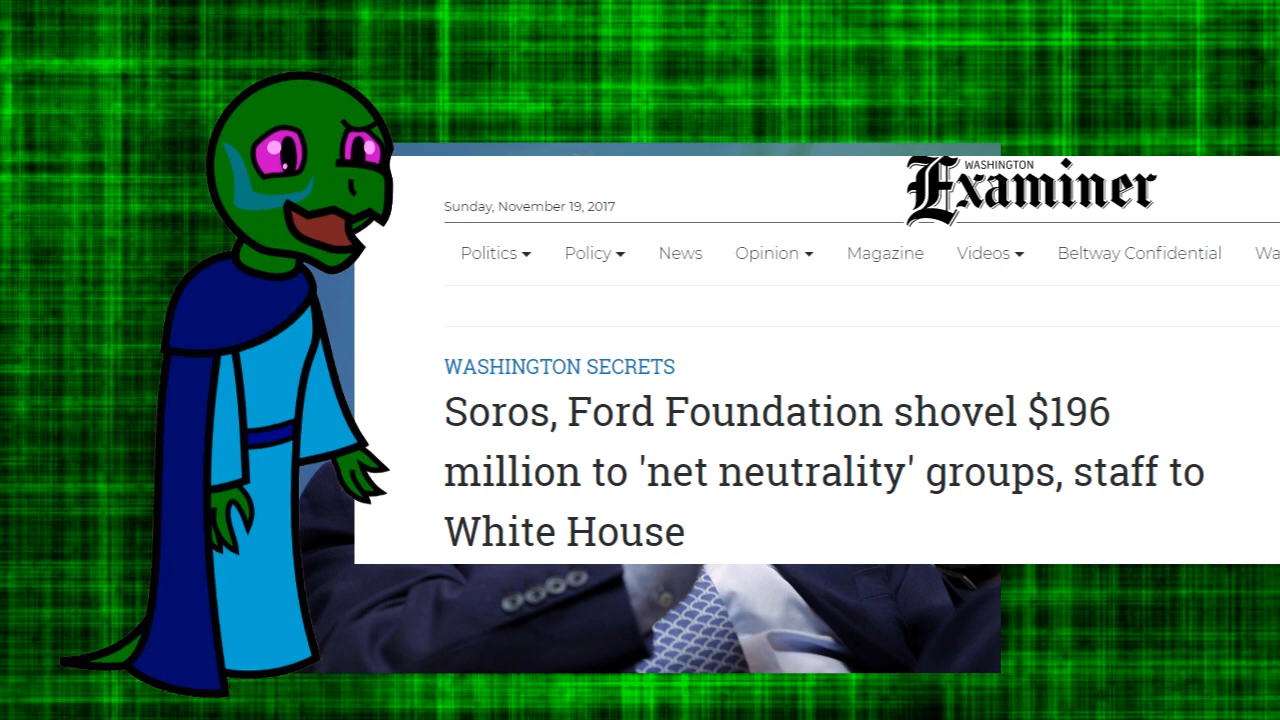 WASHINGTON
Examiner
Sunday, November 19, 2017
Politics Policy News Opinion Magazine Videos Beltway Confidential
WASHINGTON SECRETS
Soros, Ford Foundation shovel $196
million to 'net neutrality' groups, staff to
White House